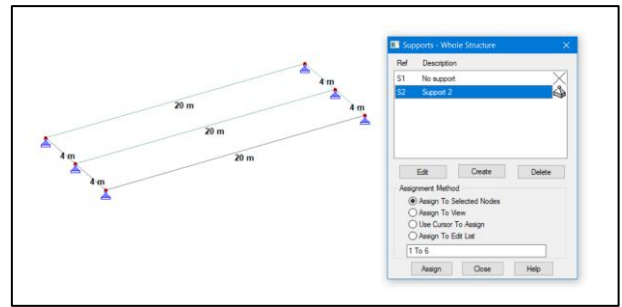 Supports - Whole Structure
Ref Description
S1 No support
S2 Support 2
Edit Create Delete
Assignment Method
Assign To Selected Nodes
Assign To View
Use Cursor To Assign
Assign To Edit List
1 To 6
Assign Close Help
4 m
20 m
4 m
20 m
4 m
20 m
4 m